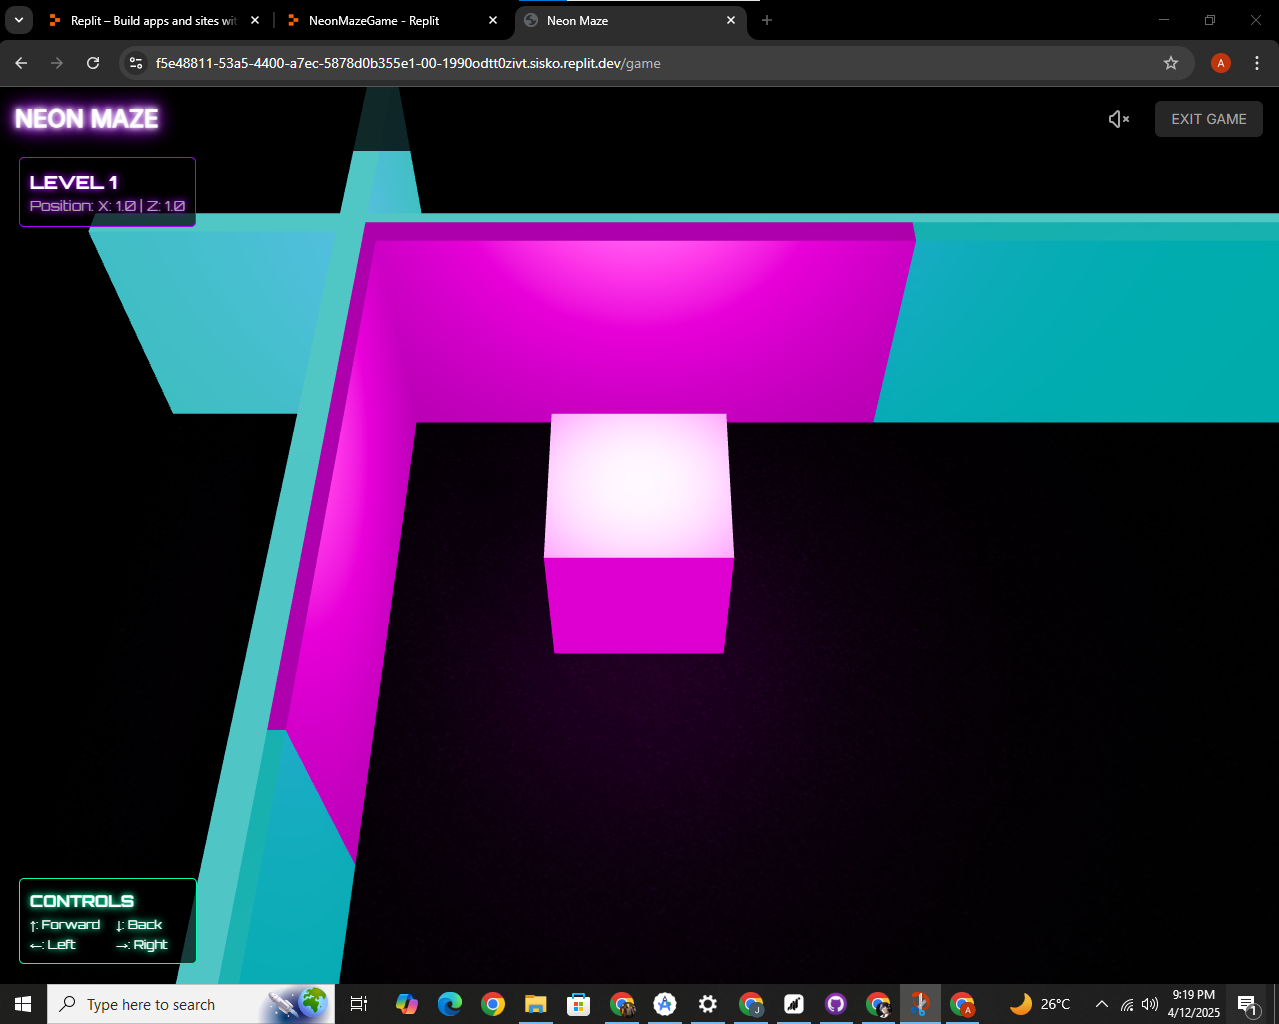 Replit – Build apps and sites wit
NeonMazeGame - Replit
Neon Maze
f5e48811-53a5-4400-a7ec-5878d0b355e1-00-1990odtt0zivt.sisko.replit.dev/game
A
NEON MAZE
EXIT GAME
LEVEL 1
Position: X: 1.0 | Z: 1.0
CONTROLS
↑: Forward ↓: Back
←: Left →: Right
Type here to search
26°C
9:19 PM
4/12/2025
1
J
A